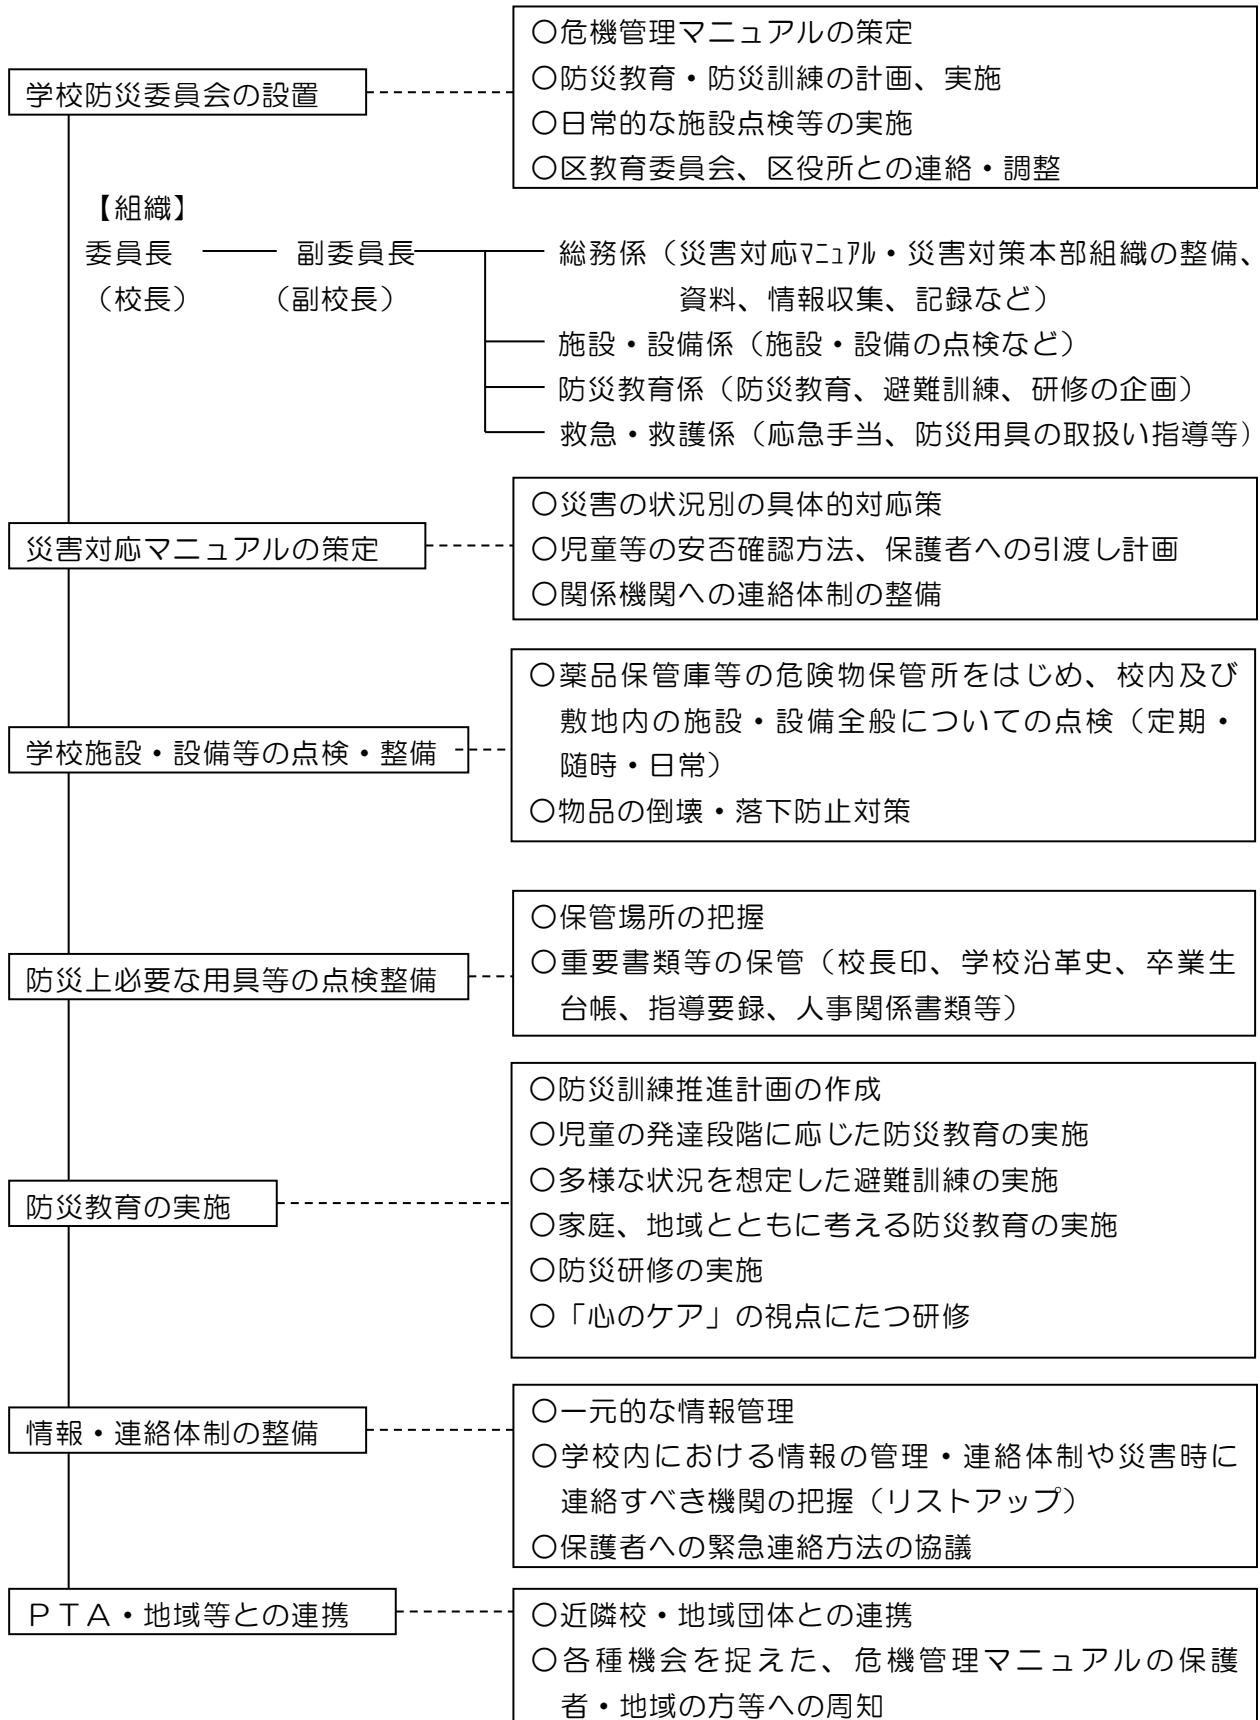 学校防災委員会の設置
○危機管理マニュアルの策定
○防災教育・防災訓練の計画、実施
○日常的な施設点検等の実施
○区教育委員会、区役所との連絡・調整
【組織】
委員長 副委員長 総務係（災害対応ﾏﾆｭｱﾙ・災害対策本部組織の整備、
（校長） （副校長） 資料、情報収集、記録など）
施設・設備係（施設・設備の点検など）
防災教育係（防災教育、避難訓練、研修の企画）
救急・救護係（応急手当、防災用具の取扱い指導等）
災害対応マニュアルの策定
○災害の状況別の具体的対応策
○児童等の安否確認方法、保護者への引渡し計画
○関係機関への連絡体制の整備
学校施設・設備等の点検・整備
○薬品保管庫等の危険物保管所をはじめ、校内及び
敷地内の施設・設備全般についての点検（定期・
随時・日常）
○物品の倒壊・落下防止対策
防災上必要な用具等の点検整備
○保管場所の把握
○重要書類等の保管（校長印、学校沿革史、卒業生
台帳、指導要録、人事関係書類等）
防災教育の実施
○防災訓練推進計画の作成
○児童の発達段階に応じた防災教育の実施
○多様な状況を想定した避難訓練の実施
○家庭、地域とともに考える防災教育の実施
○防災研修の実施
○「心のケア」の視点にたつ研修
情報・連絡体制の整備
○一元的な情報管理
○学校内における情報の管理・連絡体制や災害時に
連絡すべき機関の把握（リストアップ）
○保護者への緊急連絡方法の協議
ＰＴＡ・地域等との連携
○近隣校・地域団体との連携
○各種機会を捉えた、危機管理マニュアルの保護
者・地域の方等への周知